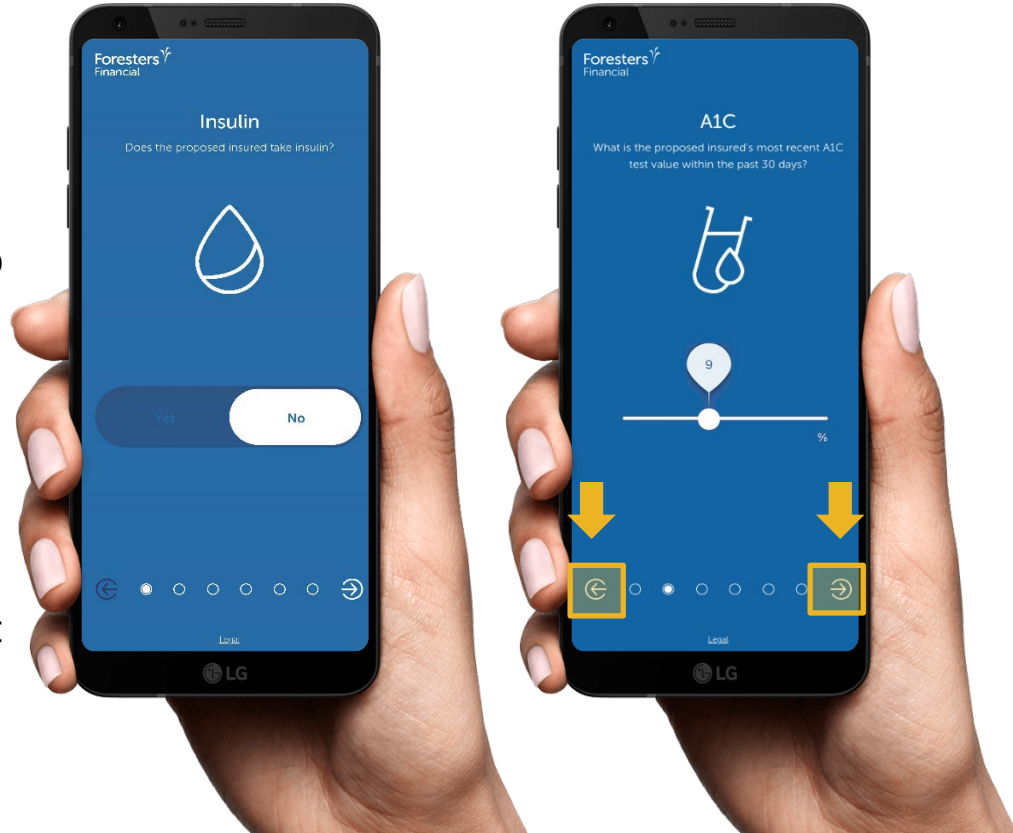 Foresters
Financial
Insulin
Does the proposed insured take insulin?
Yes
No
Legal
LG
Foresters
Financial
A1C
What is the proposed insured's most recent A1C
test value within the past 30 days?
9
%
Legal
LG